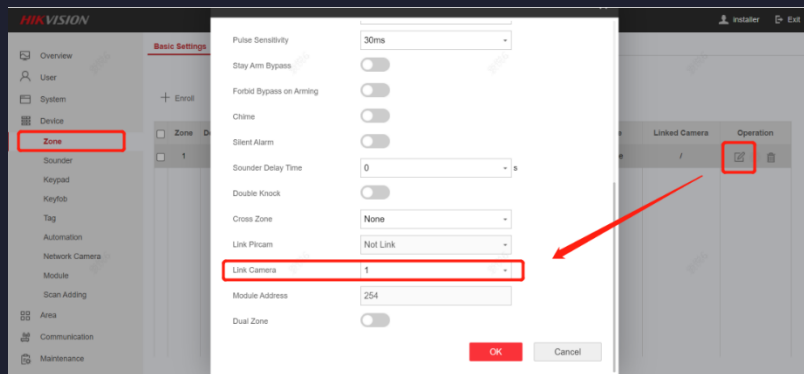 HIKVISION
Installer
Exit
Overview
User
System
Device
Zone
Sounder
Keypad
Keyfob
Tag
Automation
Network Camera
Module
Scan Adding
Area
Communication
Maintenance
Basic Settings
Enroll
Zone
1
Pulse Sensitivity 30ms
Stay Arm Bypass
Forbid Bypass on Arming
Chime
Silent Alarm
Sounder Delay Time 0 s
Double Knock
Cross Zone None
Link Pircam Not Link
Link Camera 1
Module Address 254
Dual Zone
OK Cancel
Linked Camera Operation
/